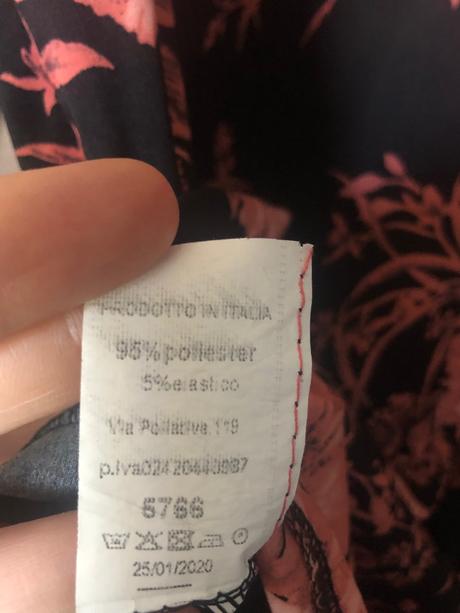 PRODOTTO IN ITALIA
95% poliester
5% elastico
Via
p.iva
5766
25/01/2020